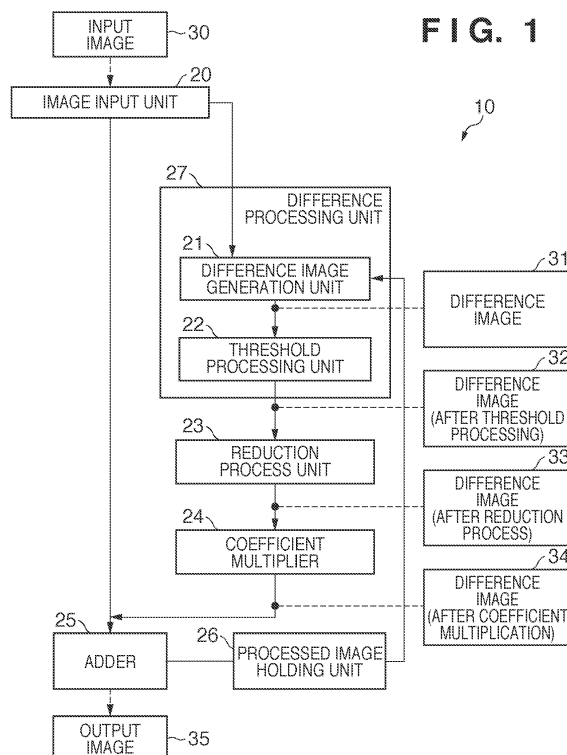 FIG. 1
INPUT
IMAGE
30
20
IMAGE INPUT UNIT
10
27
DIFFERENCE
PROCESSING UNIT
21
DIFFERENCE IMAGE
GENERATION UNIT
31
DIFFERENCE
IMAGE
22
THRESHOLD
PROCESSING UNIT
32
DIFFERENCE
IMAGE
(AFTER THRESHOLD
PROCESSING)
23
REDUCTION
PROCESS UNIT
33
DIFFERENCE
IMAGE
(AFTER REDUCTION
PROCESS)
24
COEFFICIENT
MULTIPLIER
34
DIFFERENCE
IMAGE
(AFTER COEFFICIENT
MULTIPLICATION)
25
ADDER
26
PROCESSED IMAGE
HOLDING UNIT
OUTPUT
IMAGE
35